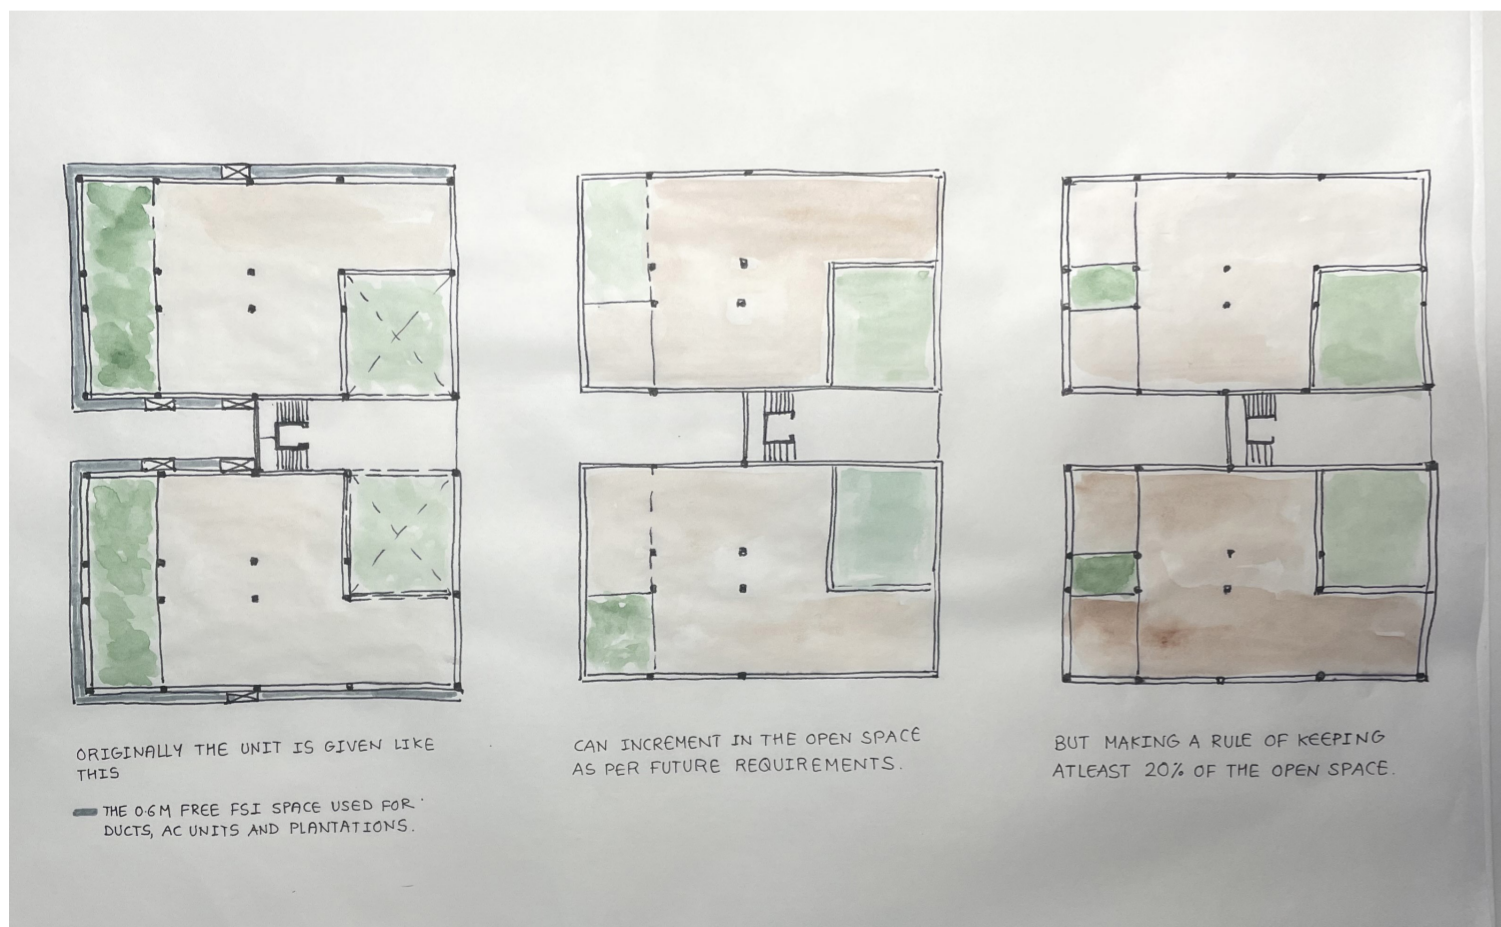 ORIGINALLY THE UNIT IS GIVEN LIKE
THIS
THE 0.6M FREE FSI SPACE USED FOR
DUCTS, AC UNITS AND PLANTATIONS.
CAN INCREMENT IN THE OPEN SPACE
AS PER FUTURE REQUIREMENTS.
BUT MAKING A RULE OF KEEPING
ATLEAST 20% OF THE OPEN SPACE.